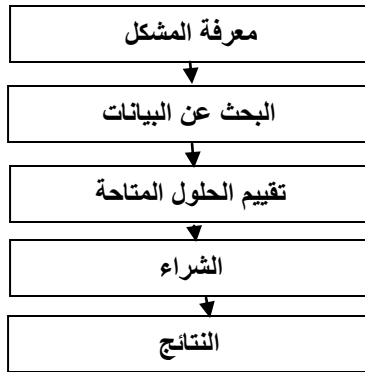 معرفة المشكل
البحث عن البيانات
تقييم الحلول المتاحة
الشراء
النتائج